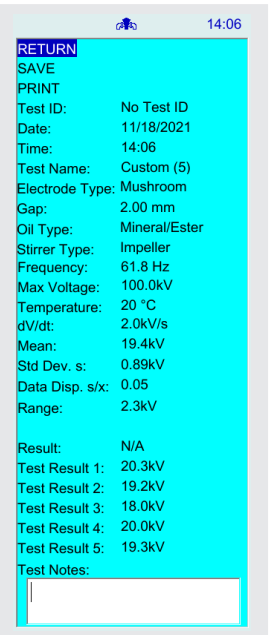 14:06
RETURN
SAVE
PRINT
Test ID: No Test ID
Date: 11/18/2021
Time: 14:06
Test Name: Custom (5)
Electrode Type: Mushroom
Gap: 2.00 mm
Oil Type: Mineral/Ester
Stirrer Type: Impeller
Frequency: 61.8 Hz
Max Voltage: 100.0kV
Temperature: 20 °C
dV/dt: 2.0kV/s
Mean: 19.4kV
Std Dev. s: 0.89kV
Data Disp. s/x: 0.05
Range: 2.3kV
Result: N/A
Test Result 1: 20.3kV
Test Result 2: 19.2kV
Test Result 3: 18.0kV
Test Result 4: 20.0kV
Test Result 5: 19.3kV
Test Notes: